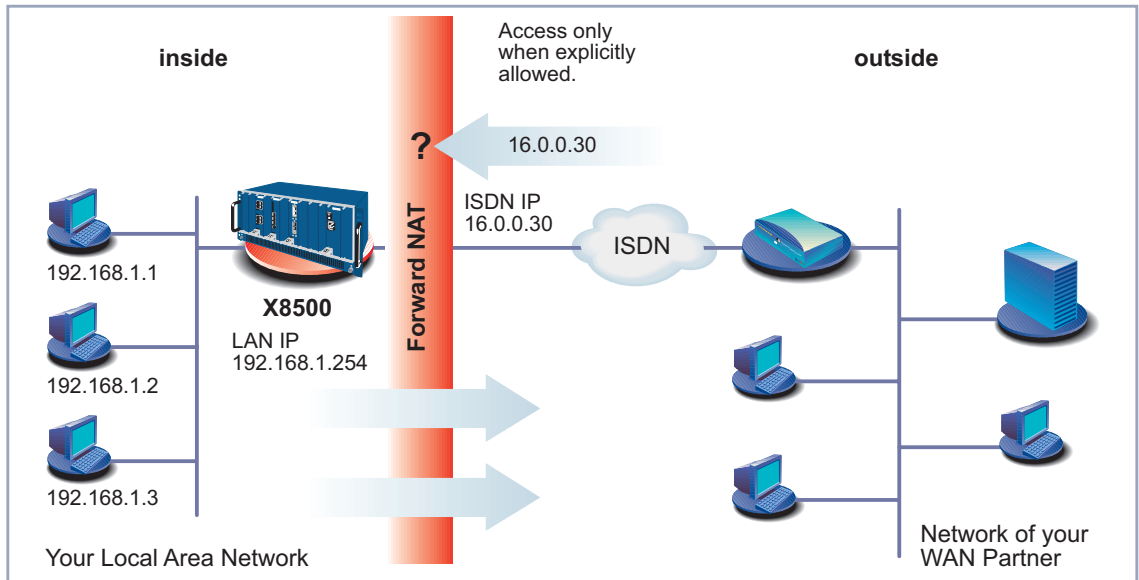 inside
Access only
when explicitly
allowed.
outside
?
16.0.0.30
ISDN IP
16.0.0.30
Forward NAT
ISDN
192.168.1.1
X8500
LAN IP
192.168.1.254
192.168.1.2
192.168.1.3
Your Local Area Network
Network of your
WAN Partner